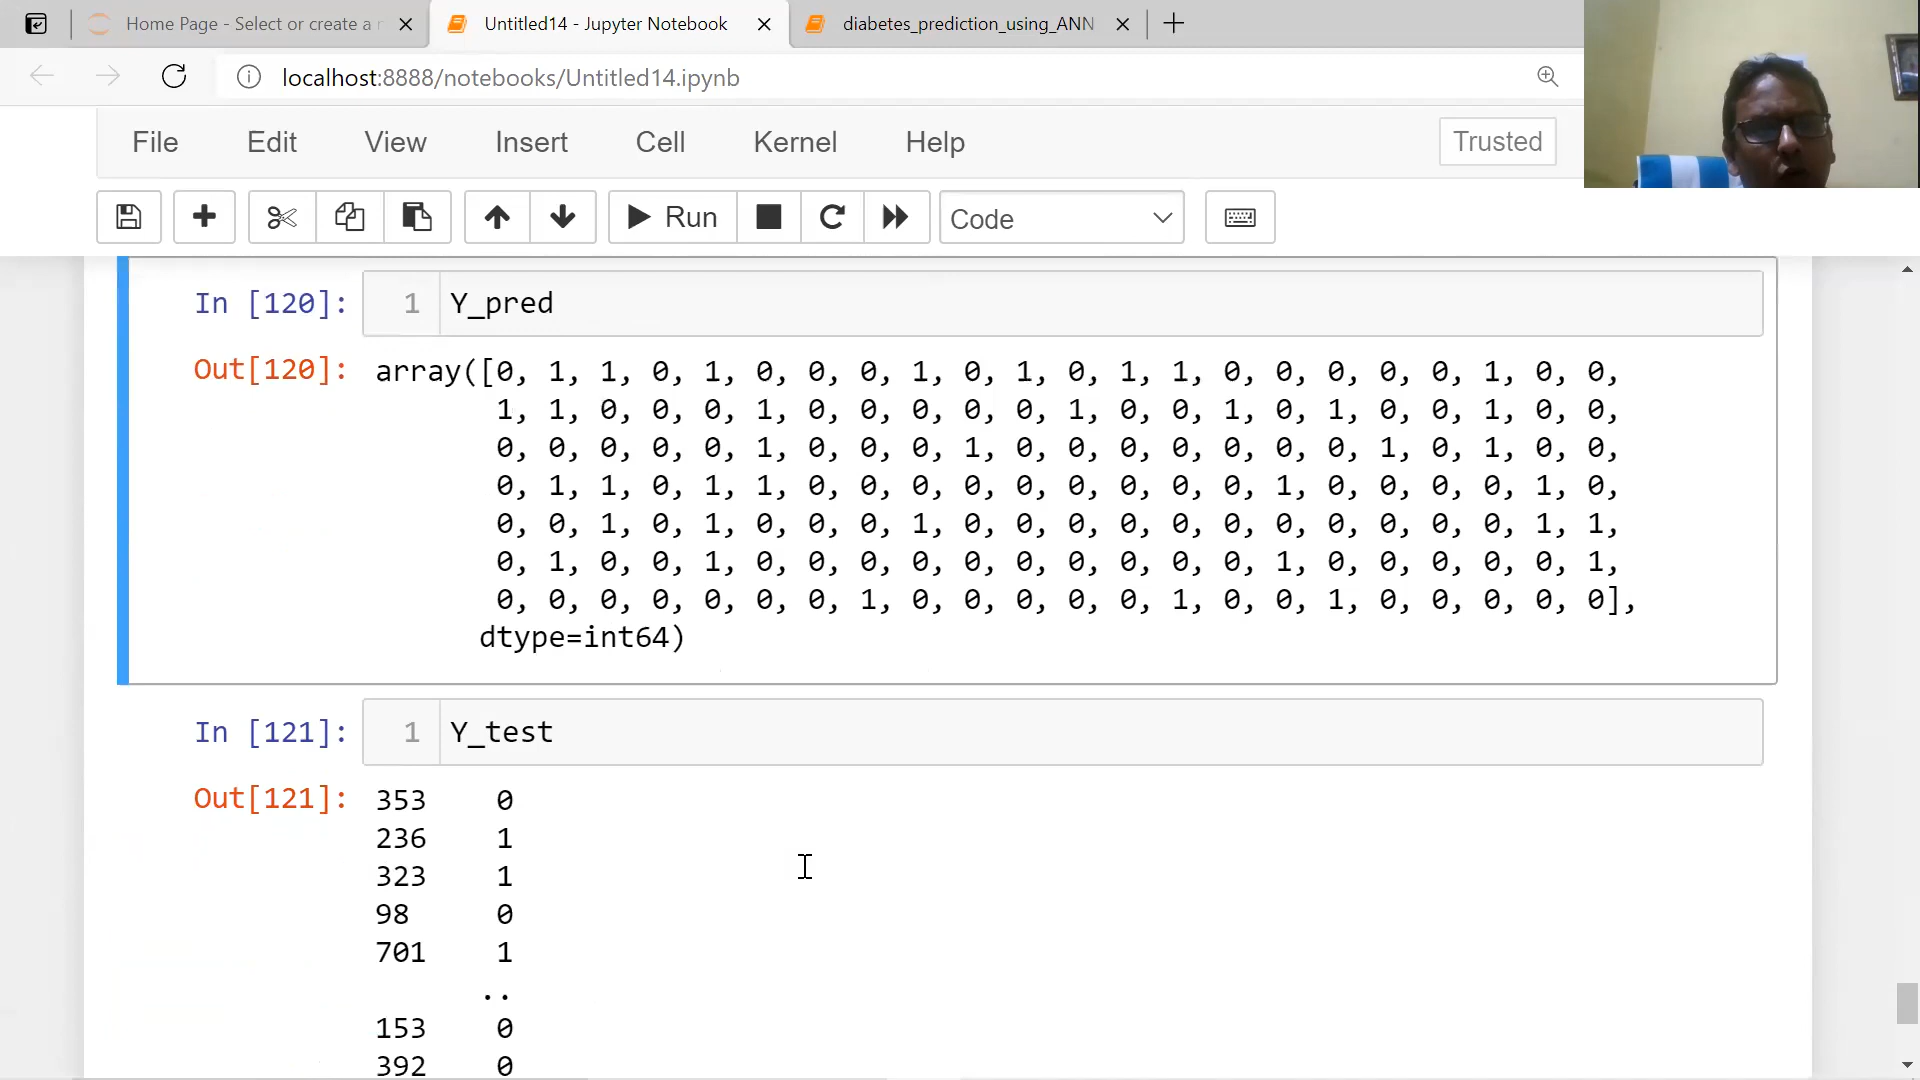 Home Page - Select or create a r
Untitled14 - Jupyter Notebook
diabetes_prediction_using_ANN
localhost:8888/notebooks/Untitled14.ipynb
File Edit View Insert Cell Kernel Help Trusted
Run Code
In [120]: 1 Y_pred
Out[120]: array([0, 1, 1, 0, 1, 0, 0, 0, 1, 0, 1, 0, 1, 1, 0, 0, 0, 0, 0, 1, 0, 0,
1, 1, 0, 0, 0, 1, 0, 0, 0, 0, 0, 1, 0, 0, 1, 0, 1, 0, 0, 1, 0, 0,
0, 0, 0, 0, 0, 1, 0, 0, 0, 1, 0, 0, 0, 0, 0, 0, 0, 1, 0, 1, 0, 0,
0, 1, 1, 0, 1, 1, 0, 0, 0, 0, 0, 0, 0, 0, 0, 1, 0, 0, 0, 0, 1, 0,
0, 0, 1, 0, 1, 0, 0, 0, 1, 0, 0, 0, 0, 0, 0, 0, 0, 0, 0, 0, 1, 1,
0, 1, 0, 0, 1, 0, 0, 0, 0, 0, 0, 0, 0, 0, 0, 1, 0, 0, 0, 0, 0, 1,
0, 0, 0, 0, 0, 0, 0, 1, 0, 0, 0, 0, 0, 1, 0, 0, 1, 0, 0, 0, 0, 0],
dtype=int64)
In [121]: 1 Y_test
Out[121]: 353 0
236 1
323 1
98 0
701 1
..
153 0
392 0